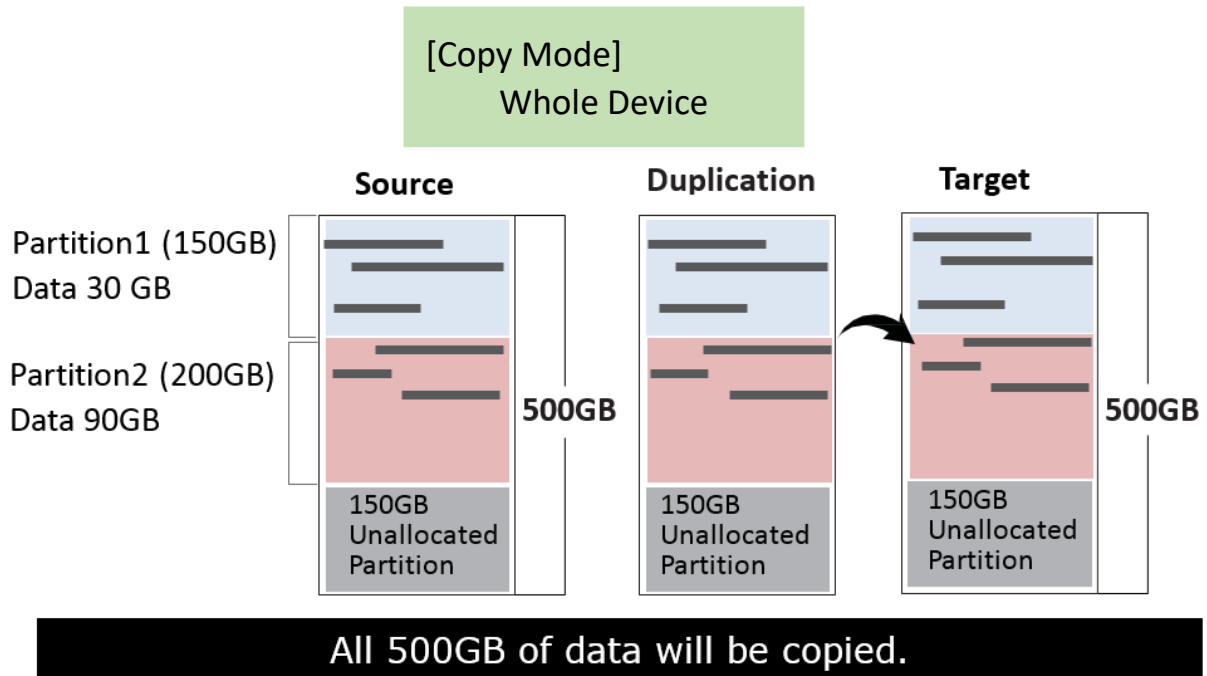 [Copy Mode]
Whole Device
Source
Duplication
Target
Partition1 (150GB)
Data 30 GB
Partition2 (200GB)
Data 90GB
500GB
500GB
150GB
Unallocated
Partition
150GB
Unallocated
Partition
150GB
Unallocated
Partition
All 500GB of data will be copied.